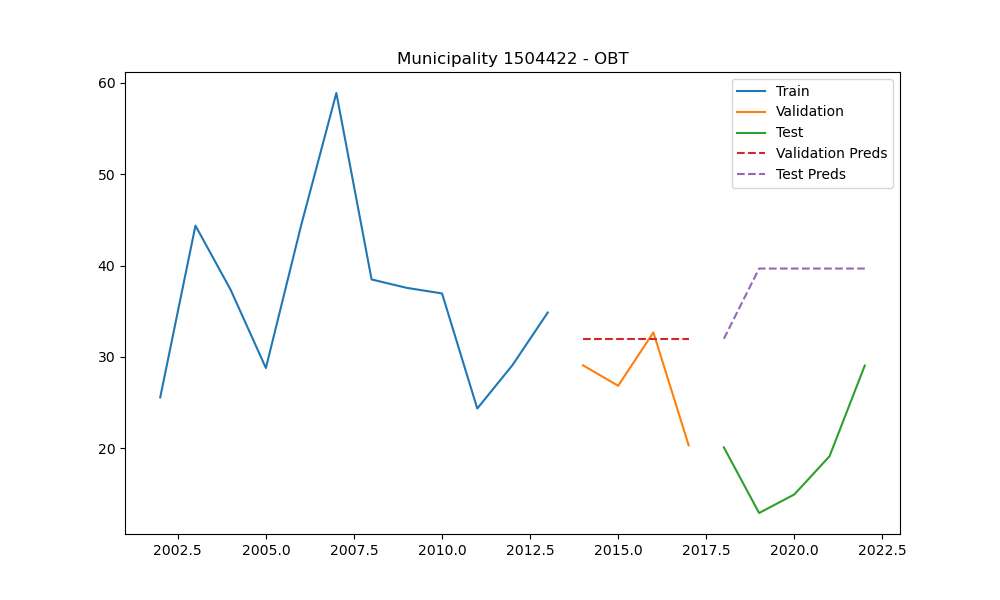 Municipality 1504422 - OBT
60
50
40
30
20
Train
Validation
Test
Validation Preds
Test Preds
2002.5 2005.0 2007.5 2010.0 2012.5 2015.0 2017.5 2020.0 2022.5